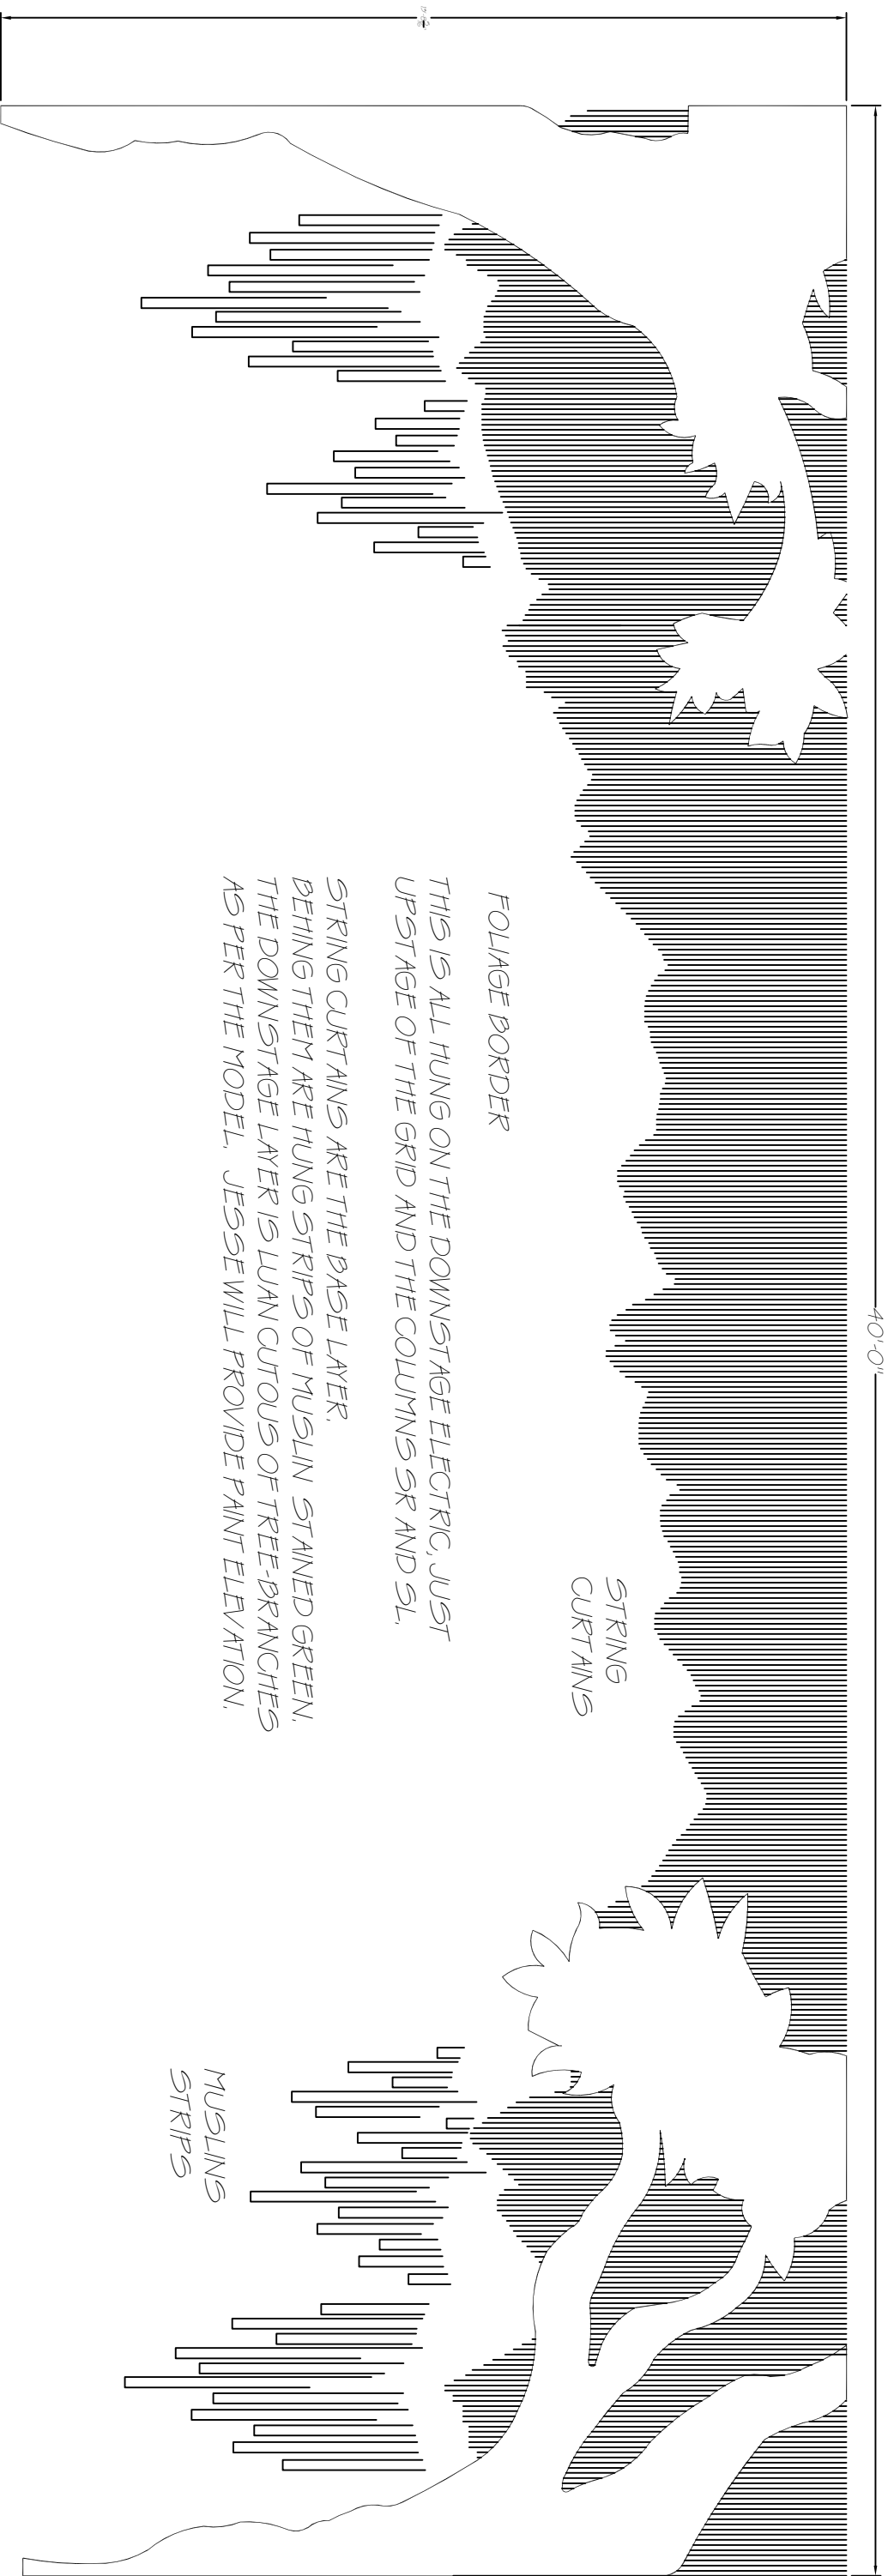 40'-0"
FOLIAGE BORDER
THIS IS ALL HUNG ON THE DOWNSTAGE ELECTRIC, JUST
UPSTAGE OF THE GRID AND THE COLUMNS SR AND SL.
STRING CURTAINS ARE THE BASE LAYER.
BEHING THEM ARE HUNG STRIPS OF MUSLIN STAINED GREEN.
THE DOWNSTAGE LAYER IS LUAN CUTOUS OF TREE-BRANCHES
AS PER THE MODEL. JESSE WILL PROVIDE PAINT ELEVATION.
STRING
CURTAINS
MUSLING
STRIPS